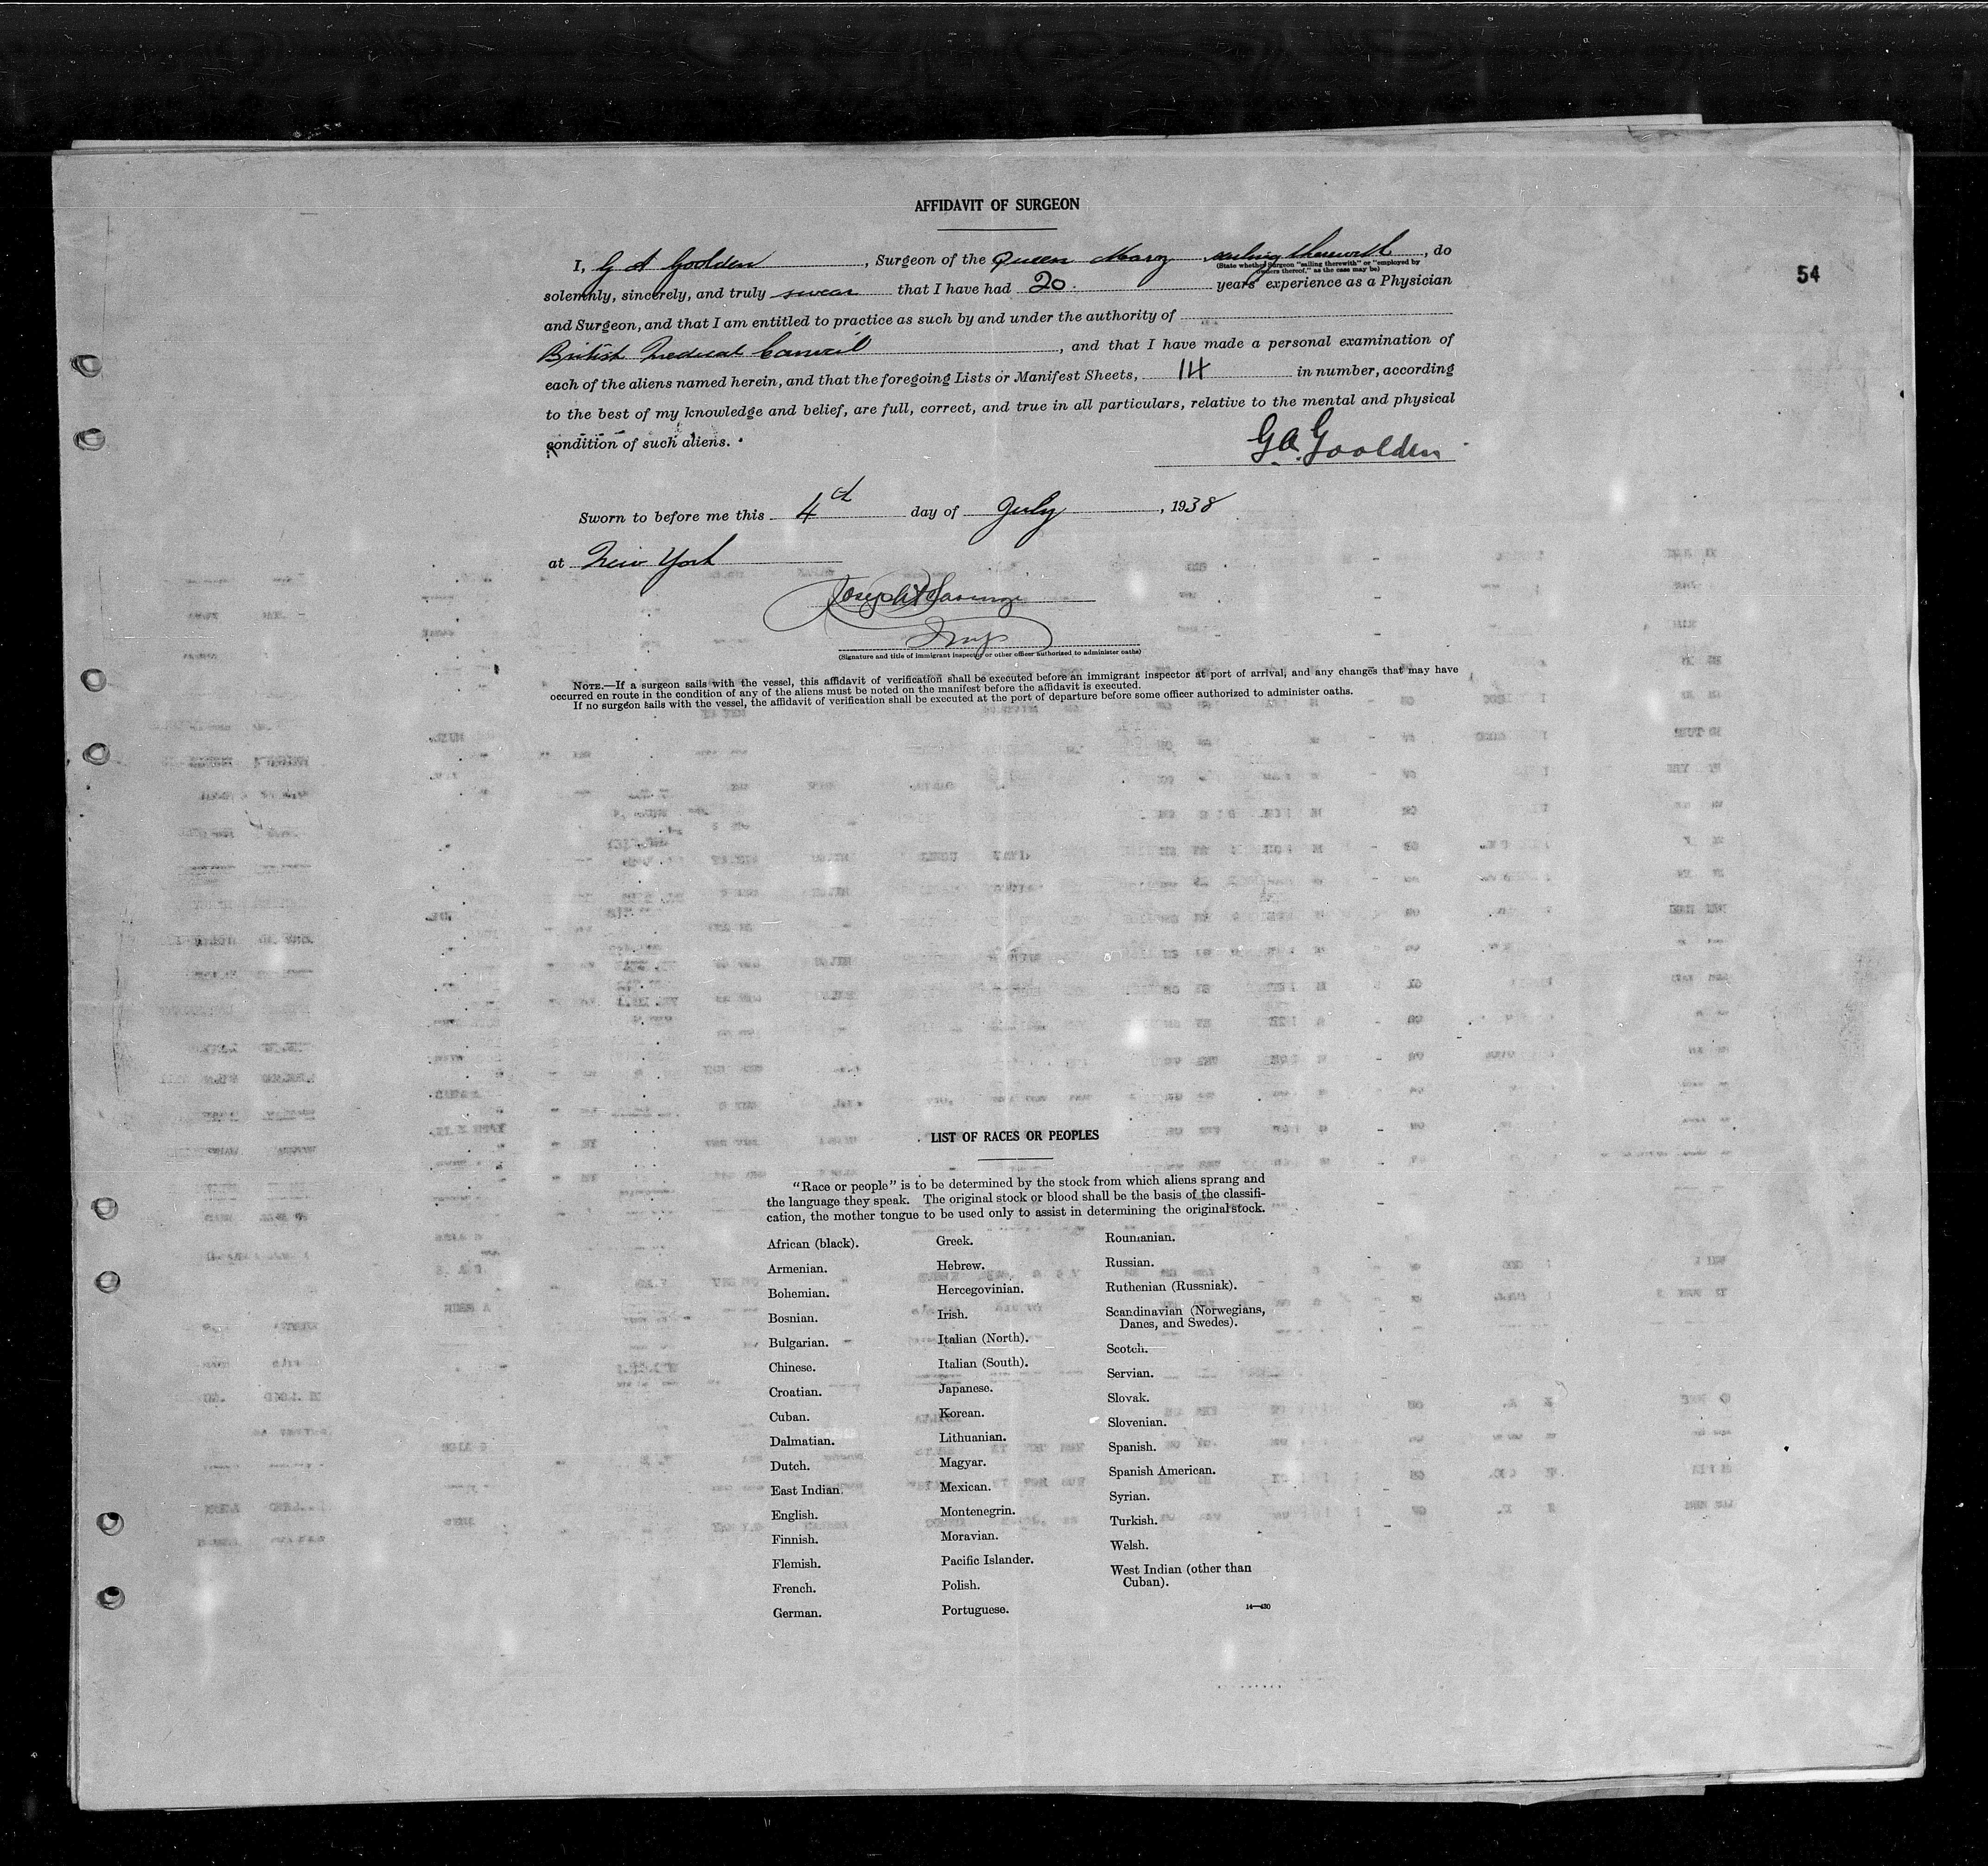 AFFIDAVIT OF SURGEON
I, G A Goolden, Surgeon of the Queen Mary sailing therewith, do
(State whether Surgeon "sailing therewith" or "employed by
owners thereof," as the case may be)
54
solemnly, sincerely, and truly swear that I have had 20 years' experience as a Physician
and Surgeon, and that I am entitled to practice as such by and under the authority of
British Medical Council, and that I have made a personal examination of
each of the aliens named herein, and that the foregoing Lists or Manifest Sheets, 14 in number, according
to the best of my knowledge and belief, are full, correct, and true in all particulars, relative to the mental and physical
condition of such aliens.
G A Goolden
Sworn to before me this 4th day of July, 1938
at New York
Joseph
Insp
(Signature and title of immigrant inspector or other officer authorized to administer oaths)
NOTE.—If a surgeon sails with the vessel, this affidavit of verification shall be executed before an immigrant inspector at port of arrival, and any changes that may have
occurred en route in the condition of any of the aliens must be noted on the manifest before the affidavit is executed.
If no surgeon sails with the vessel, the affidavit of verification shall be executed at the port of departure before some officer authorized to administer oaths.
LIST OF RACES OR PEOPLES
"Race or people" is to be determined by the stock from which aliens sprang and
the language they speak. The original stock or blood shall be the basis of the classifi-
cation, the mother tongue to be used only to assist in determining the original stock.
African (black).
Armenian.
Bohemian.
Bosnian.
Bulgarian.
Chinese.
Croatian.
Cuban.
Dalmatian.
Dutch.
East Indian.
English.
Finnish.
Flemish.
French.
German.
Greek.
Hebrew.
Hercegovinian.
Irish.
Italian (North).
Italian (South).
Japanese.
Korean.
Lithuanian.
Magyar.
Mexican.
Montenegrin.
Moravian.
Pacific Islander.
Polish.
Portuguese.
Roumanian.
Russian.
Ruthenian (Russniak).
Scandinavian (Norwegians,
Danes, and Swedes).
Scotch.
Servian.
Slovak.
Slovenian.
Spanish.
Spanish American.
Syrian.
Turkish.
Welsh.
West Indian (other than
Cuban).
14—430